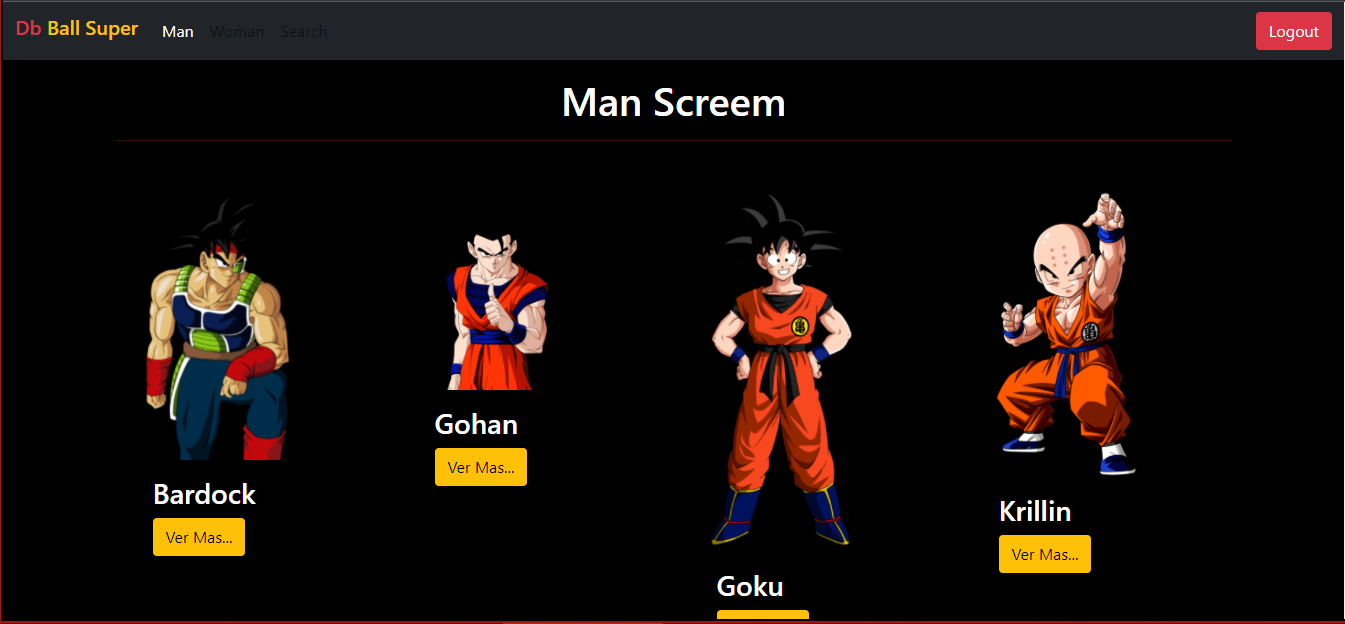 Db Ball Super Man Woman Search Logout
Man Screem
Gohan
Ver Mas...
Bardock
Ver Mas...
Goku
Krillin
Ver Mas...